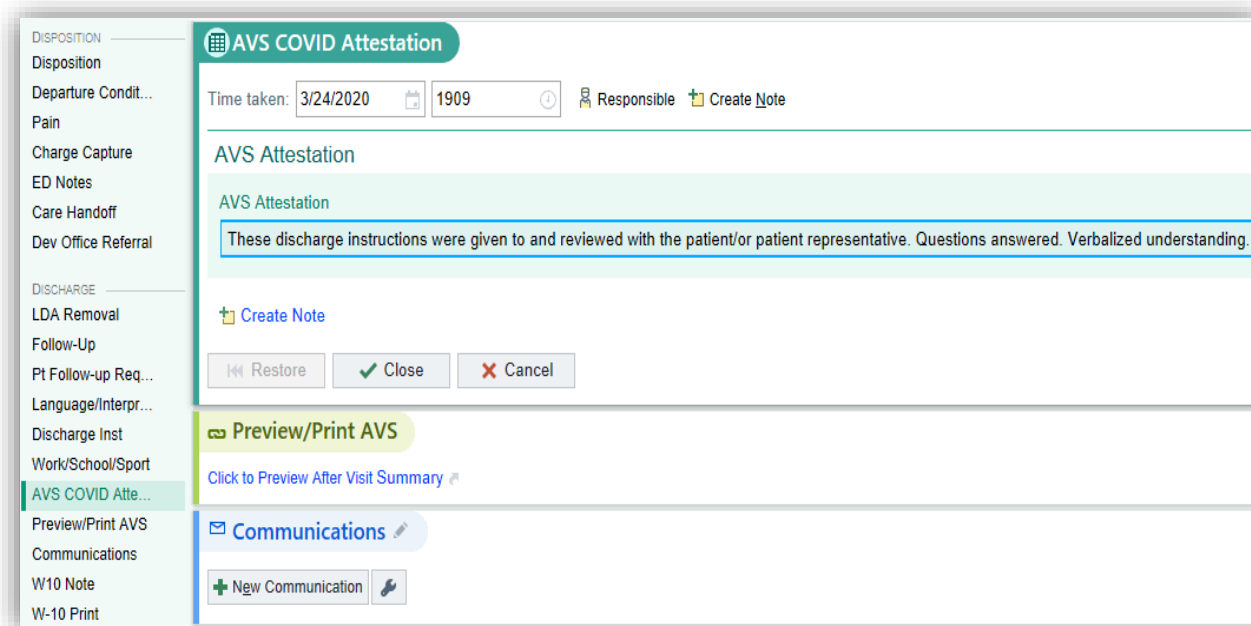 DISPOSITION
Disposition
Departure Condit...
Pain
Charge Capture
ED Notes
Care Handoff
Dev Office Referral
DISCHARGE
LDA Removal
Follow-Up
Pt Follow-up Req...
Language/Interpr...
Discharge Inst
Work/School/Sport
AVS COVID Atte...
Preview/Print AVS
Communications
W10 Note
W-10 Print
AVS COVID Attestation
Time taken: 3/24/2020 1909 Responsible Create Note
AVS Attestation
AVS Attestation
These discharge instructions were given to and reviewed with the patient/or patient representative. Questions answered. Verbalized understanding.
Create Note
Restore Close Cancel
Preview/Print AVS
Click to Preview After Visit Summary
Communications
New Communication